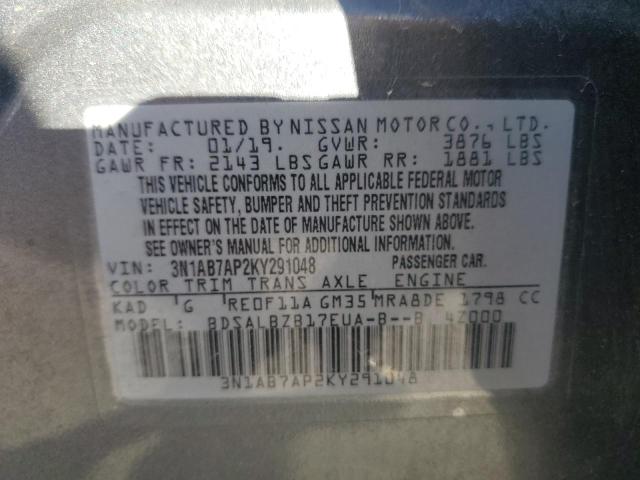 MANUFACTURED BY NISSAN MOTOR CO., LTD.
DATE: 01/19. GVWR: 3876 LBS
GAWR FR: 2143 LBS GAWR RR: 1881 LBS
THIS VEHICLE CONFORMS TO ALL APPLICABLE FEDERAL MOTOR
VEHICLE SAFETY, BUMPER AND THEFT PREVENTION STANDARDS
IN EFFECT ON THE DATE OF MANUFACTURE SHOWN ABOVE.
SEE OWNER'S MANUAL FOR ADDITIONAL INFORMATION.
VIN: 3N1AB7AP2KY291048 PASSENGER CAR.
COLOR TRIM TRANS AXLE ENGINE
KAD G RE0F11A GM35 MRA8DE 1798 CC
MODEL: BDSALBZB17EUA-B--B 4Z000
3N1AB7AP2KY291048